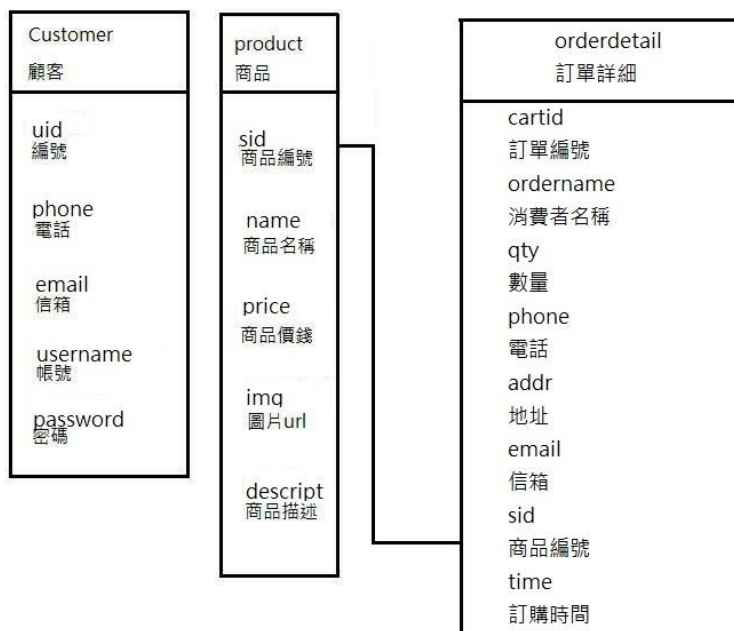 Customer
顧客
uid
編號
phone
電話
email
信箱
username
帳號
password
密碼
product
商品
sid
商品編號
name
商品名稱
price
商品價錢
img
圖片url
descript
商品描述
orderdetail
訂單詳細
cartid
訂單編號
ordername
消費者名稱
qty
數量
phone
電話
addr
地址
email
信箱
sid
商品編號
time
訂購時間